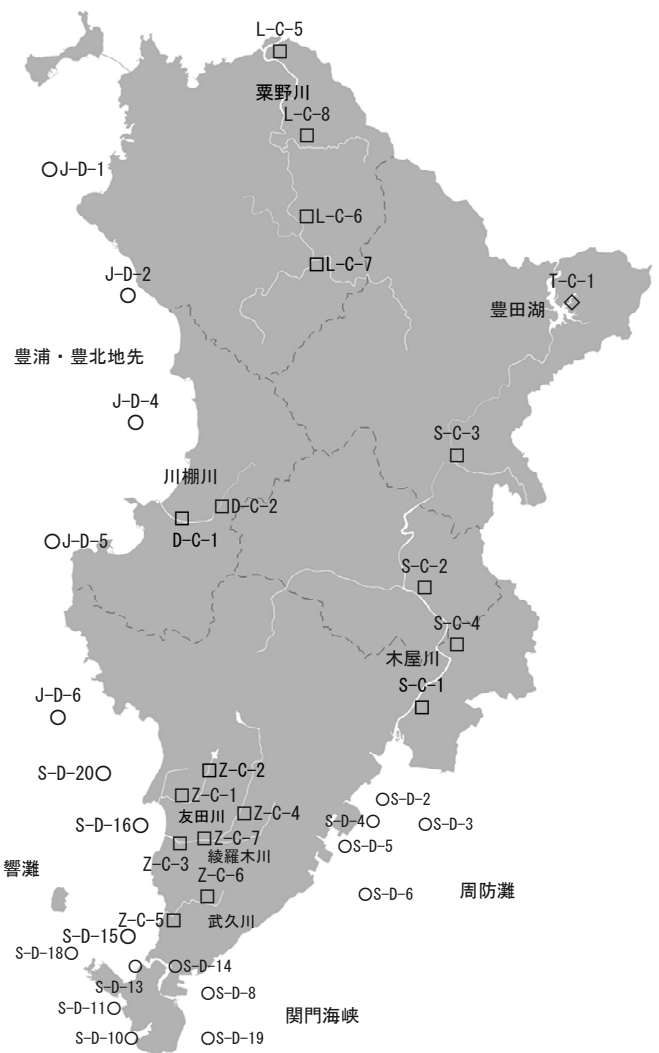 L-C-5
粟野川
L-C-8
J-D-1
L-C-6
L-C-7
J-D-2
T-C-1
豊田湖
豊浦・豊北地先
J-D-4
S-C-3
川棚川
D-C-2
D-C-1
J-D-5
S-C-2
S-C-4
木屋川
S-C-1
J-D-6
Z-C-2
S-D-20
Z-C-1
S-D-2
Z-C-4
友田川
S-D-16
S-D-4
S-D-3
Z-C-7
S-D-5
Z-C-3
綾羅木川
響灘
Z-C-6
周防灘
S-D-6
Z-C-5
武久川
S-D-15
S-D-18
S-D-14
S-D-13
S-D-8
S-D-11
関門海峡
S-D-10
S-D-19